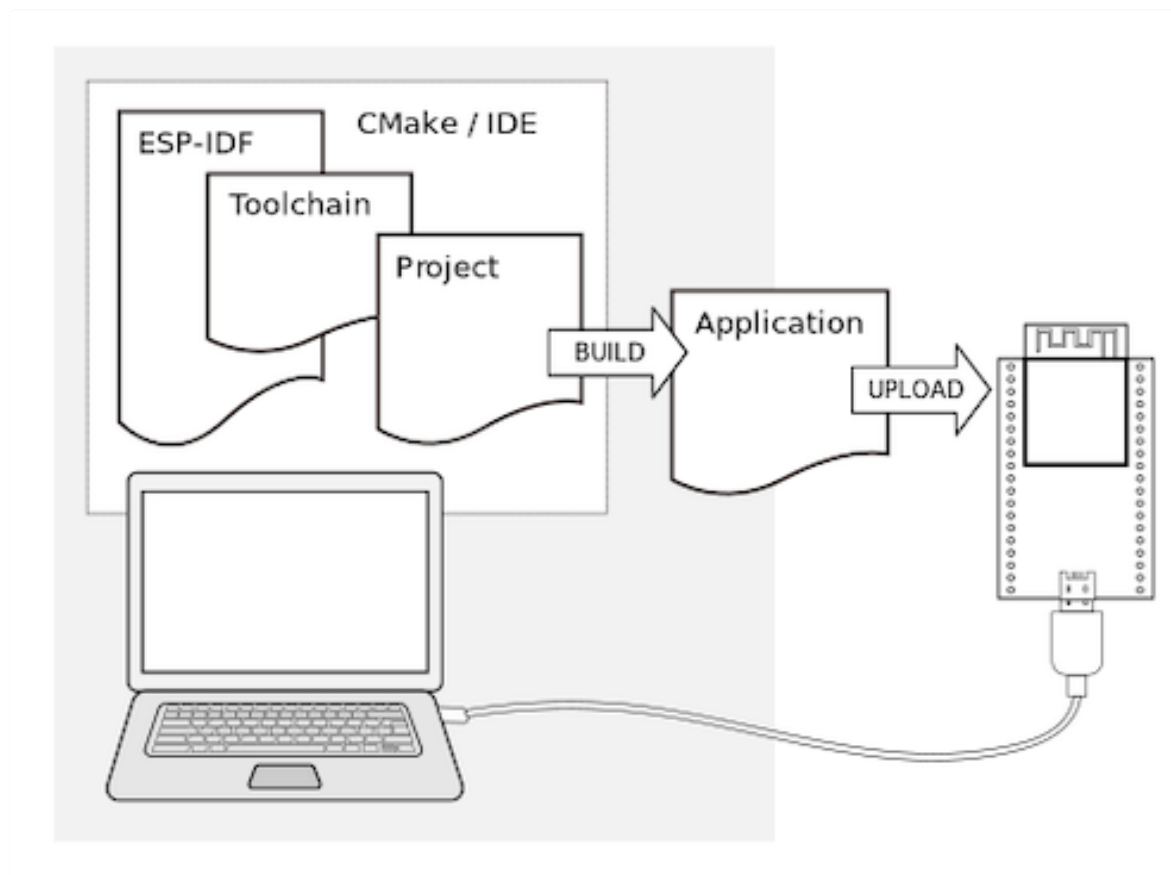 ESP-IDF
CMake / IDE
Toolchain
Project
BUILD
Application
UPLOAD